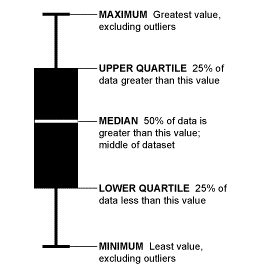 MAXIMUM Greatest value,
excluding outliers
UPPER QUARTILE 25% of
data greater than this value
MEDIAN 50% of data is
greater than this value;
middle of dataset
LOWER QUARTILE 25% of
data less than this value
MINIMUM Least value,
excluding outliers